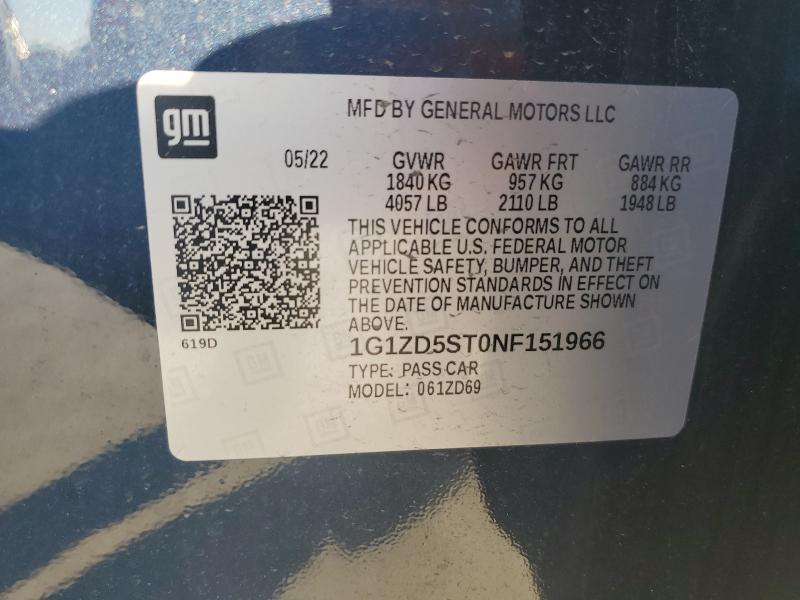 gm
MFD BY GENERAL MOTORS LLC
05/22 GVWR GAWR FRT GAWR RR
1840 KG 957 KG 884 KG
4057 LB 2110 LB 1948 LB
THIS VEHICLE CONFORMS TO ALL
APPLICABLE U.S. FEDERAL MOTOR
VEHICLE SAFETY, BUMPER, AND THEFT
PREVENTION STANDARDS IN EFFECT ON
THE DATE OF MANUFACTURE SHOWN
ABOVE.
619D
1G1ZD5ST0NF151966
TYPE: PASS CAR
MODEL: 061ZD69